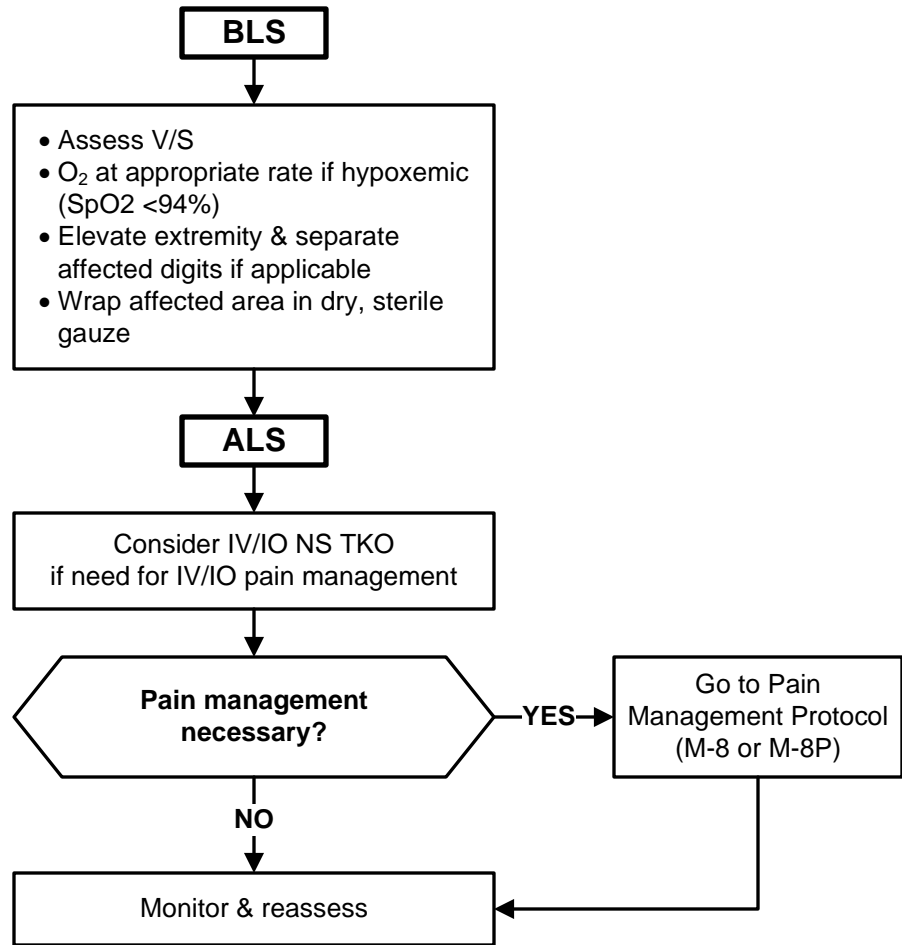 BLS
• Assess V/S
• O₂ at appropriate rate if hypoxemic
(SpO2 <94%)
• Elevate extremity & separate
affected digits if applicable
• Wrap affected area in dry, sterile
gauze
ALS
Consider IV/IO NS TKO
if need for IV/IO pain management
Pain management
necessary?
YES
Go to Pain
Management Protocol
(M-8 or M-8P)
NO
Monitor & reassess